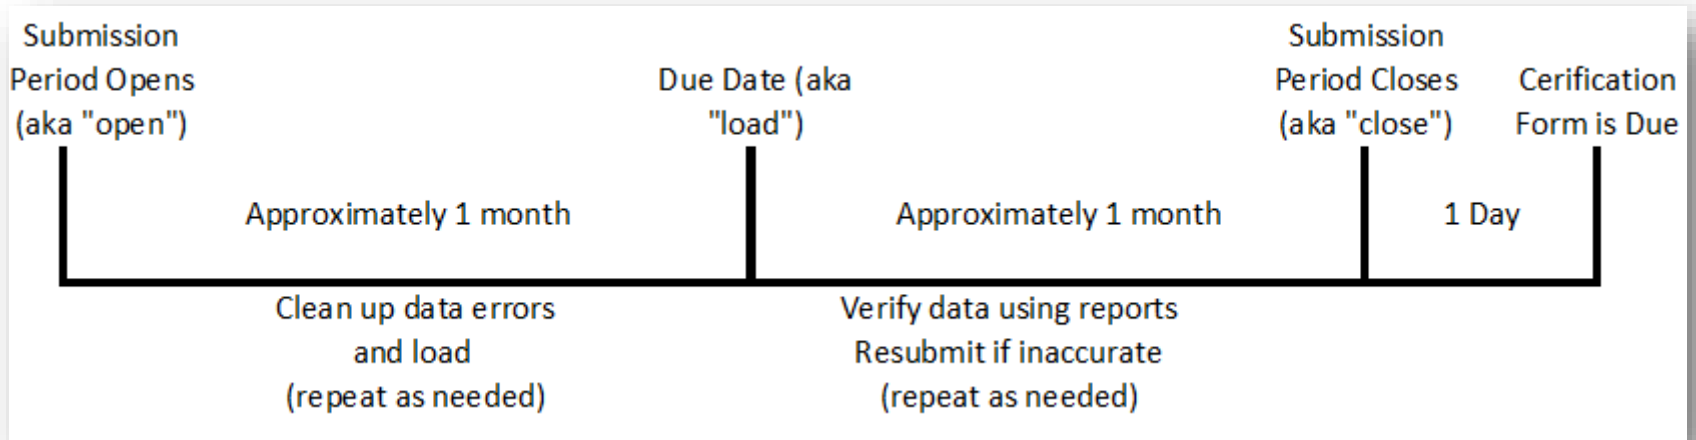 Submission
Period Opens
(aka "open")
Due Date (aka
"load")
Submission
Period Closes
(aka "close")
Cerification
Form is Due
Approximately 1 month
Approximately 1 month
1 Day
Clean up data errors
and load
(repeat as needed)
Verify data using reports
Resubmit if inaccurate
(repeat as needed)